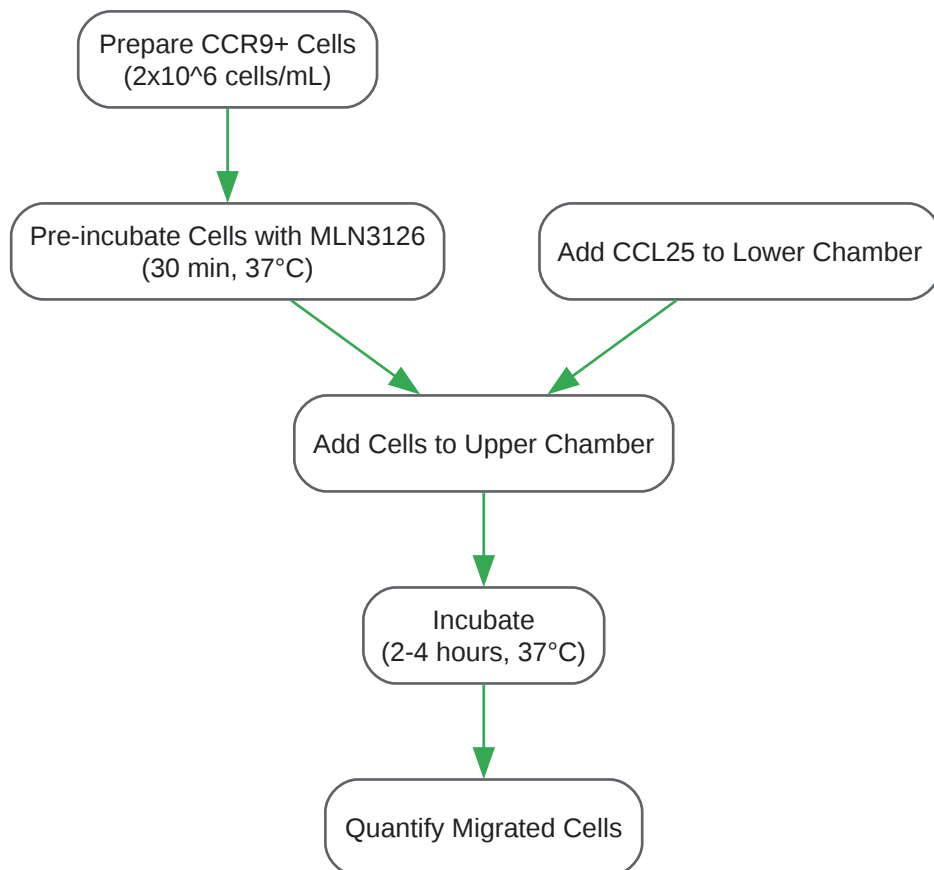 Prepare CCR9+ Cells
(2x10^6 cells/mL)
Pre-incubate Cells with MLN3126
(30 min, 37°C)
Add CCL25 to Lower Chamber
Add Cells to Upper Chamber
Incubate
(2-4 hours, 37°C)
Quantify Migrated Cells